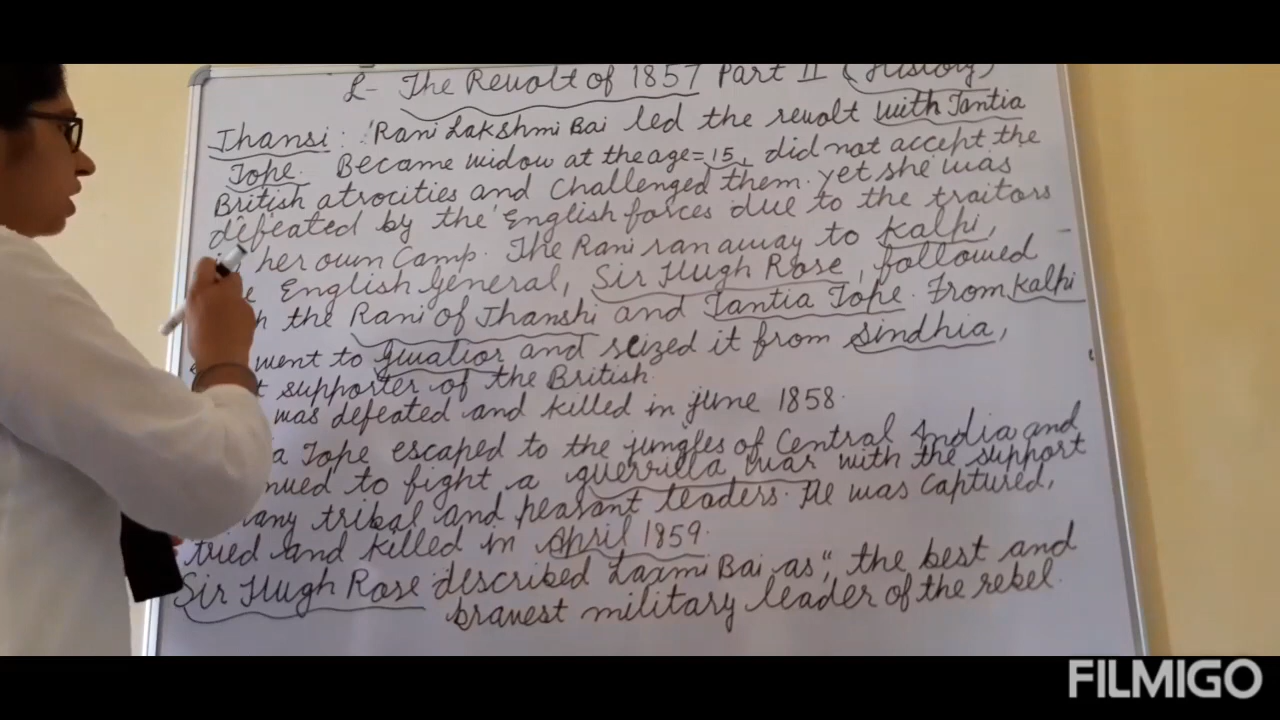 L- The Revolt of 1857 Part II (History)
Jhansi: Rani Lakshmi Bai led the revolt with Tantia
Tope. Became widow at the age=15, did not accept the
British atrocities and challenged them. yet she was
defeated by the English forces due to the traitors
her own Camp. The Rani ran away to Kalpi,
English General, Sir Hugh Rose, followed
the Rani of Jhanshi and Tantia Tope. From Kalpi
went to Gwalior and seized it from Sindhia,
supporter of the British.
was defeated and killed in june 1858.
a Tope escaped to the jungles of Central India and
nued to fight a guerrilla war with the support
any tribal and peasant leaders. He was captured,
tried and killed in April 1859.
Sir Hugh Rose described Laxmi Bai as, "the best and
bravest military leader of the rebel.
FILMIGO